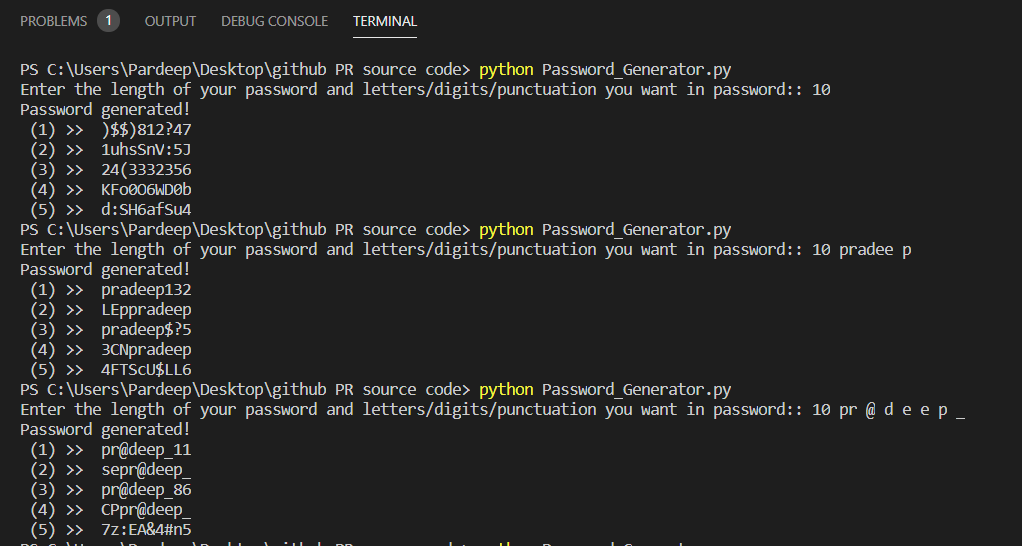 PROBLEMS 1 OUTPUT DEBUG CONSOLE TERMINAL
PS C:\Users\Pardeep\Desktop\github PR source code> python Password_Generator.py
Enter the length of your password and letters/digits/punctuation you want in password:: 10
Password generated!
(1) >> )$$)812?47
(2) >> 1uhsSnV:5J
(3) >> 24(3332356
(4) >> KFo0O6WD0b
(5) >> d:SH6afSu4
PS C:\Users\Pardeep\Desktop\github PR source code> python Password_Generator.py
Enter the length of your password and letters/digits/punctuation you want in password:: 10 pradee p
Password generated!
(1) >> pradeep132
(2) >> LEppradeep
(3) >> pradeep$?5
(4) >> 3CNpradeep
(5) >> 4FTScU$LL6
PS C:\Users\Pardeep\Desktop\github PR source code> python Password_Generator.py
Enter the length of your password and letters/digits/punctuation you want in password:: 10 pr @ d e e p _
Password generated!
(1) >> pr@deep_11
(2) >> sepr@deep_
(3) >> pr@deep_86
(4) >> CPpr@deep_
(5) >> 7z:EA&4#n5